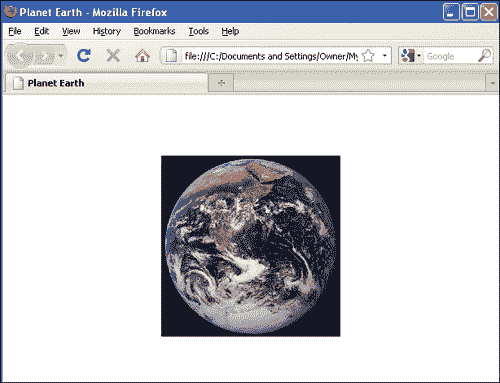 Planet Earth - Mozilla Firefox
File Edit View History Bookmarks Tools Help
file:///C:/Documents and Settings/Owner/My Google
Planet Earth